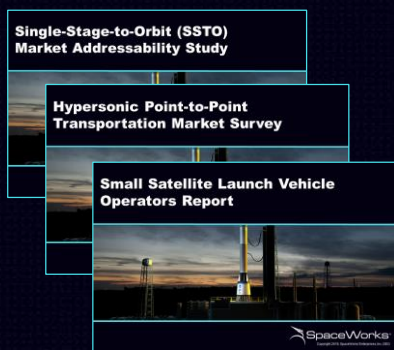 Single-Stage-to-Orbit (SSTO)
Market Addressability Study
Hypersonic Point-to-Point
Transportation Market Survey
Small Satellite Launch Vehicle
Operators Report
SpaceWorks